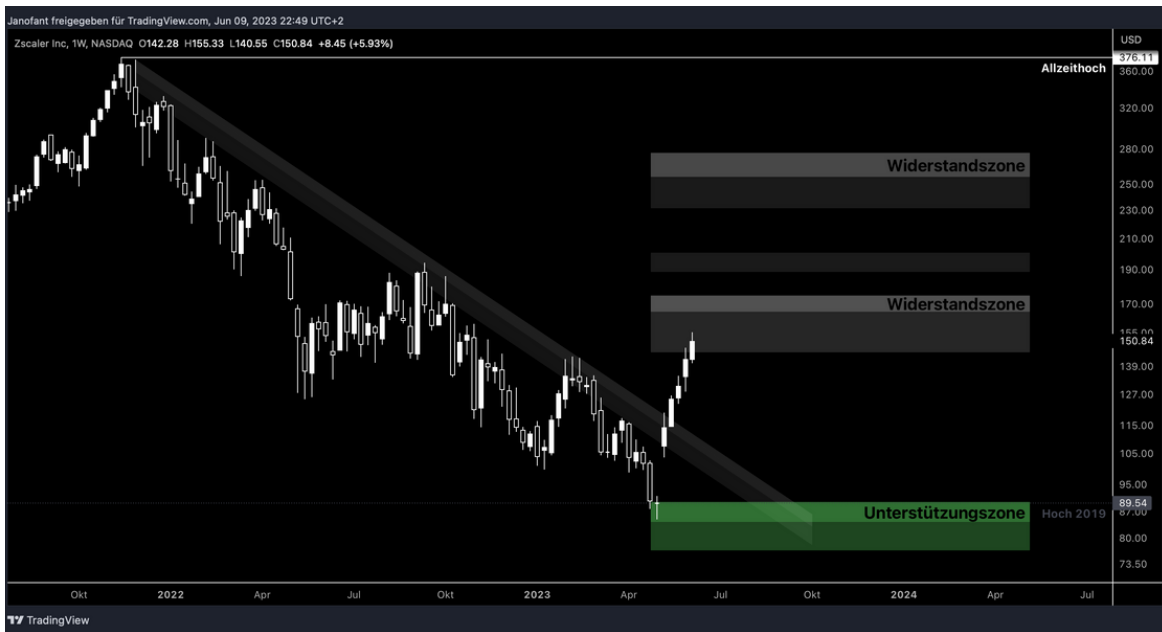 Janofant freigegeben für TradingView.com, Jun 09, 2023 22:49 UTC+2
Zscaler Inc, 1W, NASDAQ O142.28 H155.33 L140.55 C150.84 +8.45 (+5.93%)
USD
376.11
Allzeithoch
360.00
320.00
280.00
Widerstandszone
250.00
230.00
210.00
190.00
Widerstandszone
170.00
155.00
150.84
139.00
127.00
115.00
105.00
95.00
89.54
Unterstützungszone
Hoch 2019
87.00
80.00
73.50
Okt 2022 Apr Jul Okt 2023 Apr Jul Okt 2024 Apr Jul
TradingView